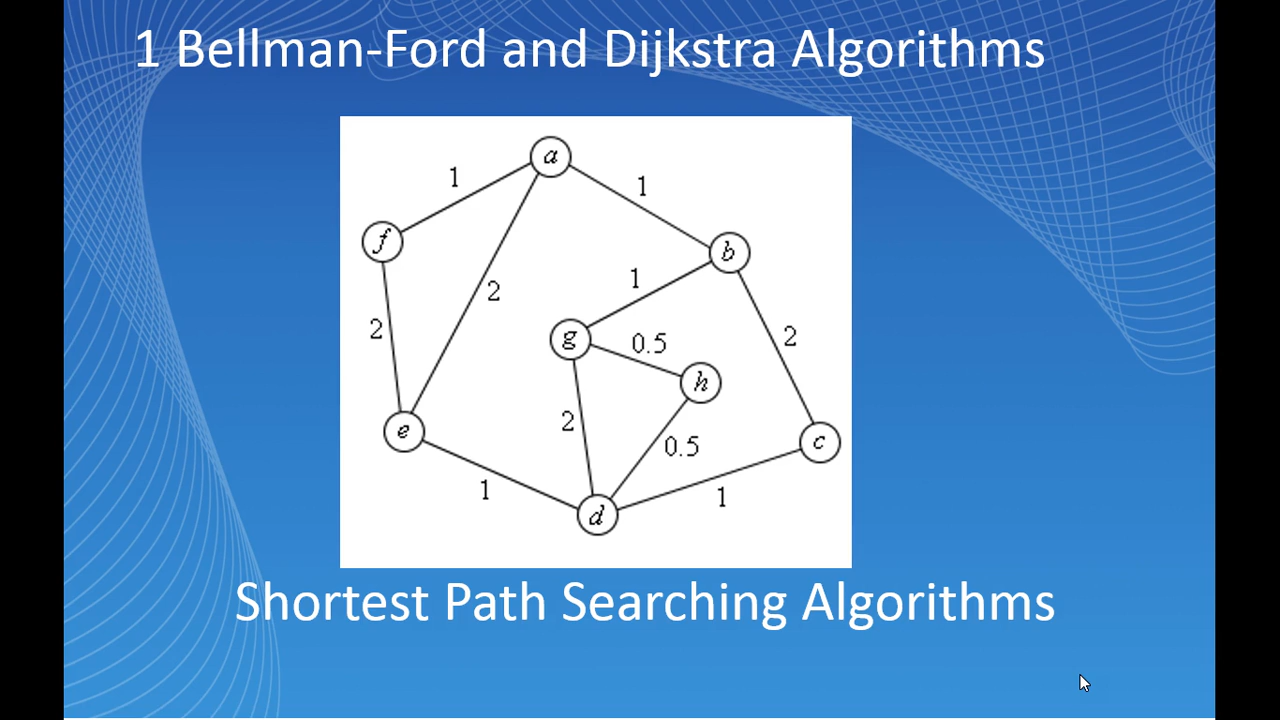 1 Bellman-Ford and Dijkstra Algorithms
a
1
1
f
b
1
2
2
2
g
0.5
h
2
0.5
e
c
1
1
d
Shortest Path Searching Algorithms